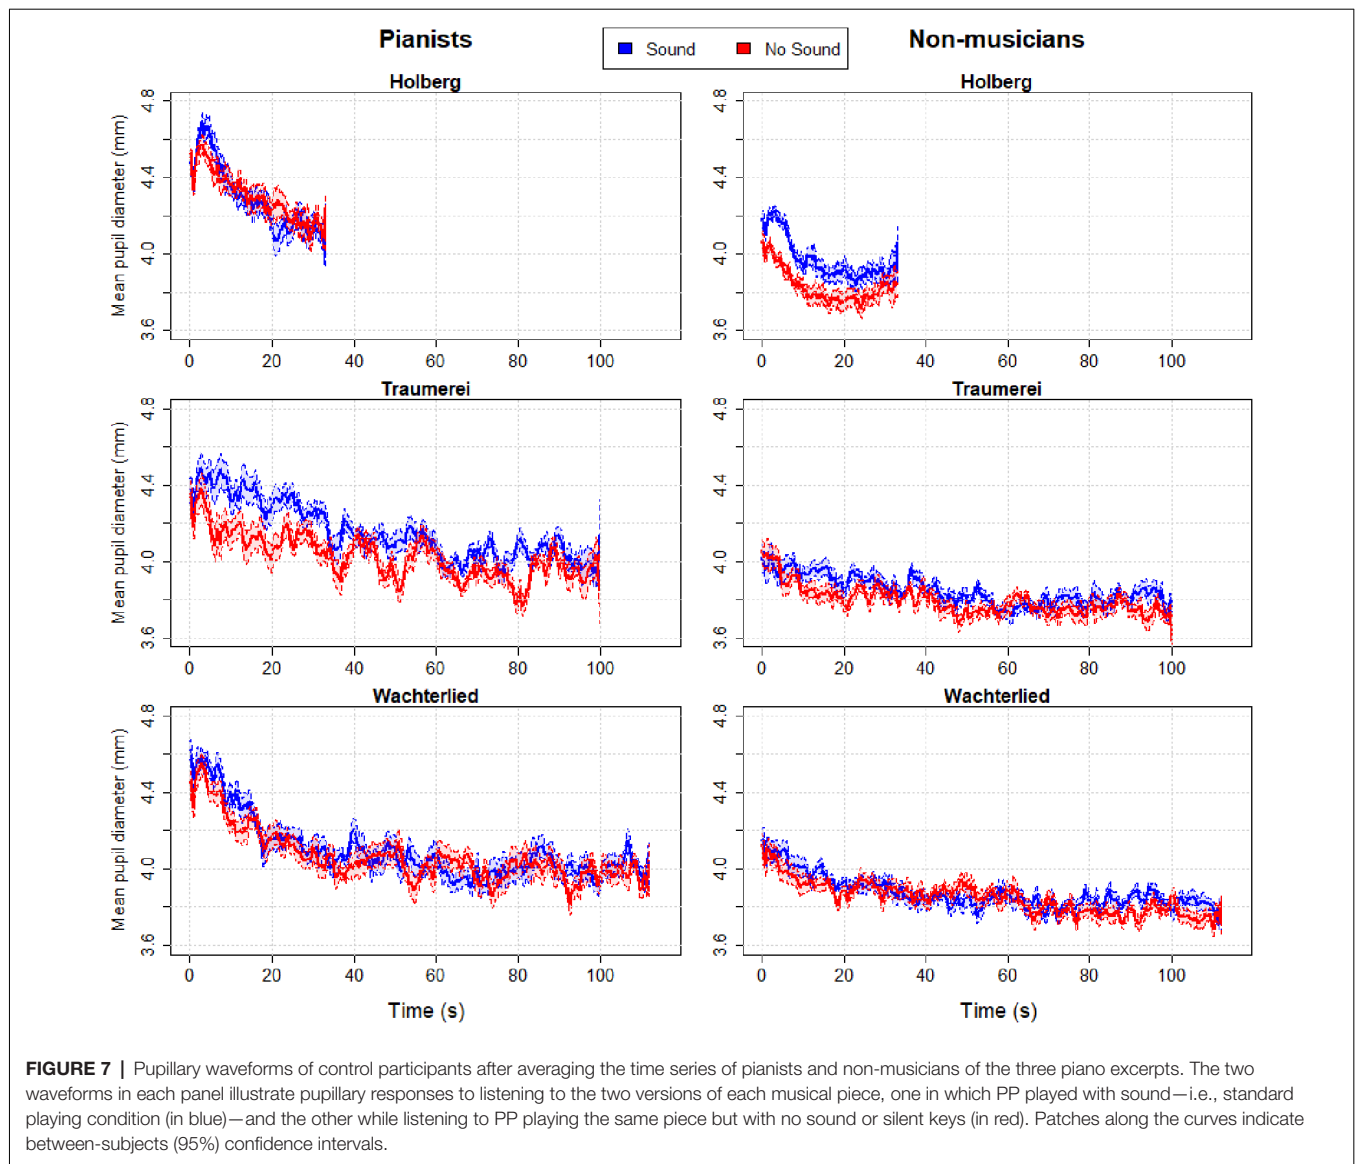 Pianists
Sound
No Sound
Non-musicians
Holberg
Holberg
Mean pupil diameter (mm)
4.8
4.4
4.0
3.6
4.8
4.4
4.0
3.6
0 20 40 60 80 100
0 20 40 60 80 100
Traumerei
Traumerei
Mean pupil diameter (mm)
4.8
4.4
4.0
3.6
4.8
4.4
4.0
3.6
0 20 40 60 80 100
0 20 40 60 80 100
Wachterlied
Wachterlied
Mean pupil diameter (mm)
4.8
4.4
4.0
3.6
4.8
4.4
4.0
3.6
0 20 40 60 80 100
0 20 40 60 80 100
Time (s)
Time (s)
FIGURE 7 | Pupillary waveforms of control participants after averaging the time series of pianists and non-musicians of the three piano excerpts. The two
waveforms in each panel illustrate pupillary responses to listening to the two versions of each musical piece, one in which PP played with sound—i.e., standard
playing condition (in blue)—and the other while listening to PP playing the same piece but with no sound or silent keys (in red). Patches along the curves indicate
between-subjects (95%) confidence intervals.